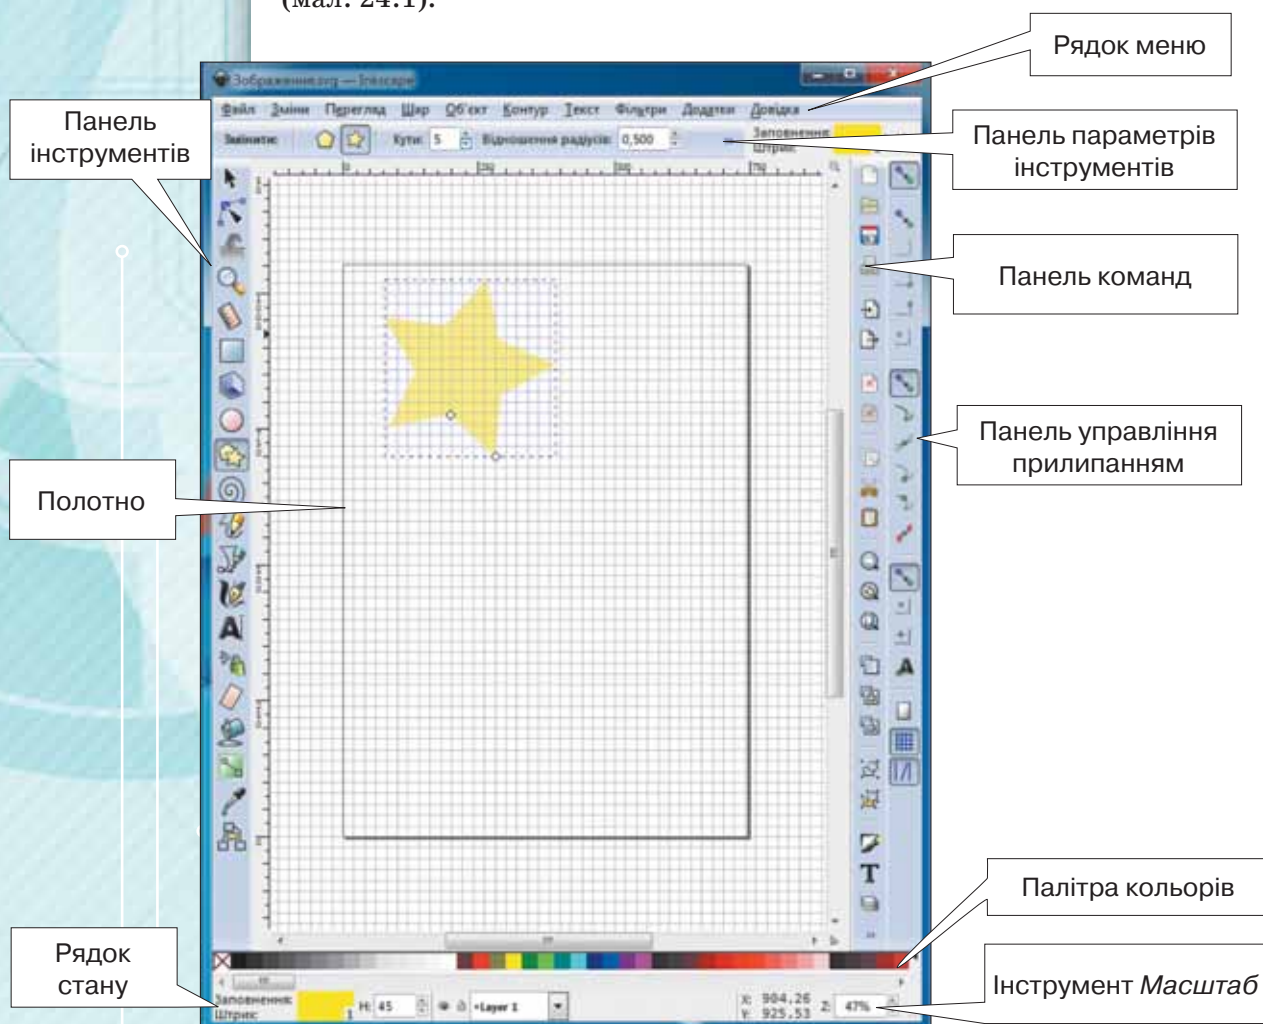 (мал. 24.1).
Рядок меню
Зображення.svg — Inkscape
Файл Зміни Перегляд Шар Об'єкт Контур Текст Фільтри Додатки Довідка
Панель
інструментів
Змінити: Кути: 5 Відношення радіусів: 0,500 Заповнення:
Штрих:
Панель параметрів
інструментів
Панель команд
Панель управління
прилипанням
Полотно
Палітра кольорів
Рядок
стану
Заповнення: Н: 45 •Layer 1 X: 904.26 Z: 47%
Штрих: 1 Y: 925.53
Інструмент Масштаб